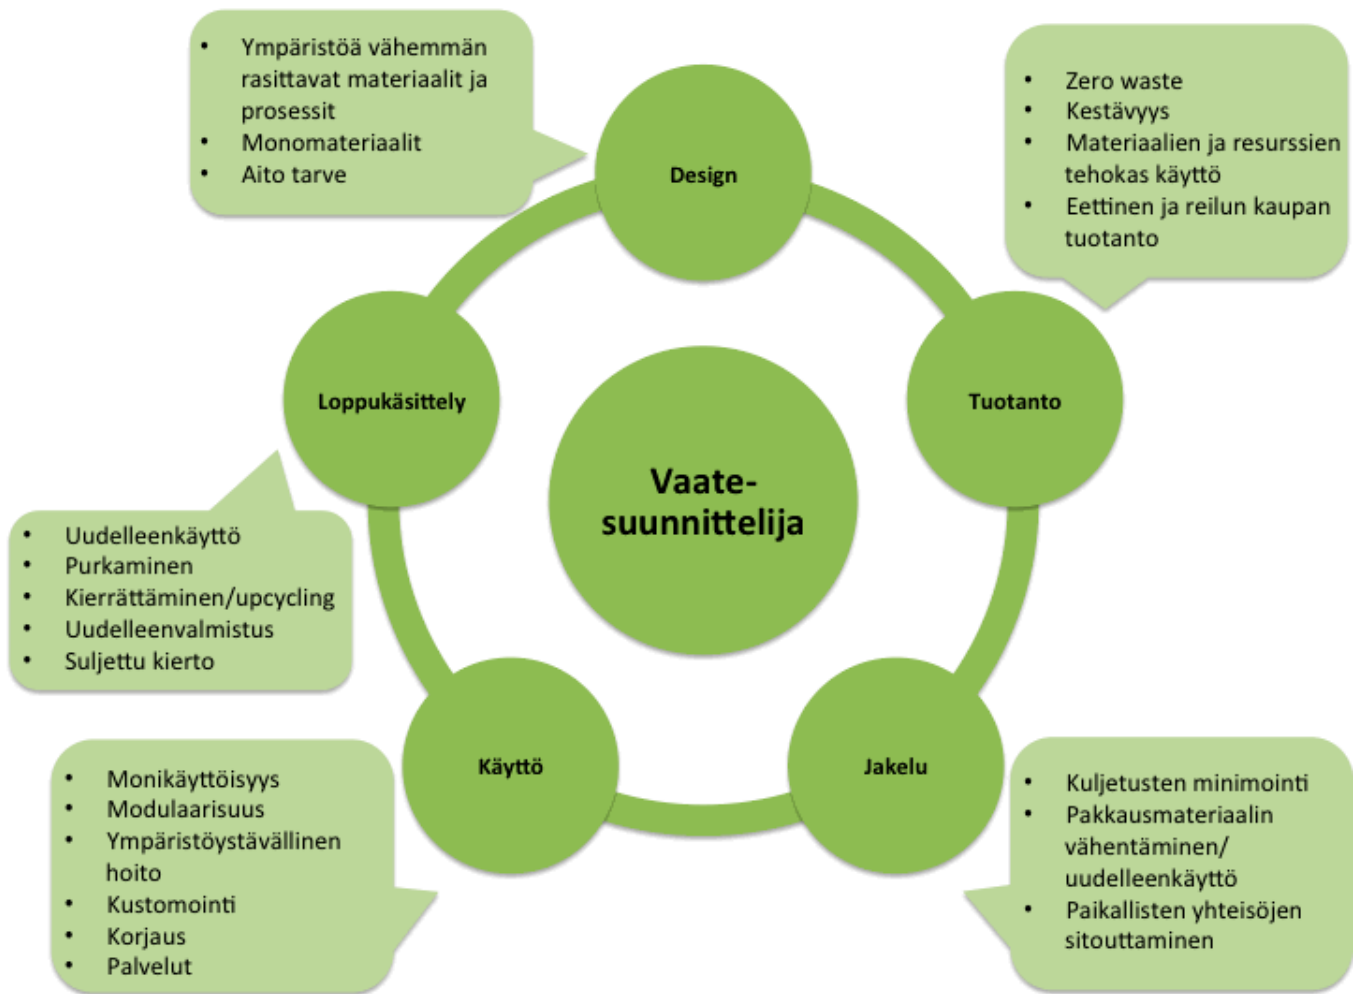 • Ympäristöä vähemmän
rasittavat materiaalit ja
prosessit
• Monomateriaalit
• Aito tarve
Design
• Zero waste
• Kestävyys
• Materiaalien ja resurssien
tehokas käyttö
• Eettinen ja reilun kaupan
tuotanto
Loppukäsittely
Tuotanto
Vaate-
suunnittelija
• Uudelleenkäyttö
• Purkaminen
• Kierrättäminen/upcycling
• Uudelleenvalmistus
• Suljettu kierto
Käyttö
Jakelu
• Monikäyttöisyys
• Modulaarisuus
• Ympäristöystävällinen
hoito
• Kustomointi
• Korjaus
• Palvelut
• Kuljetusten minimointi
• Pakkausmateriaalin
vähentäminen/
uudelleenkäyttö
• Paikallisten yhteisöjen
sitouttaminen